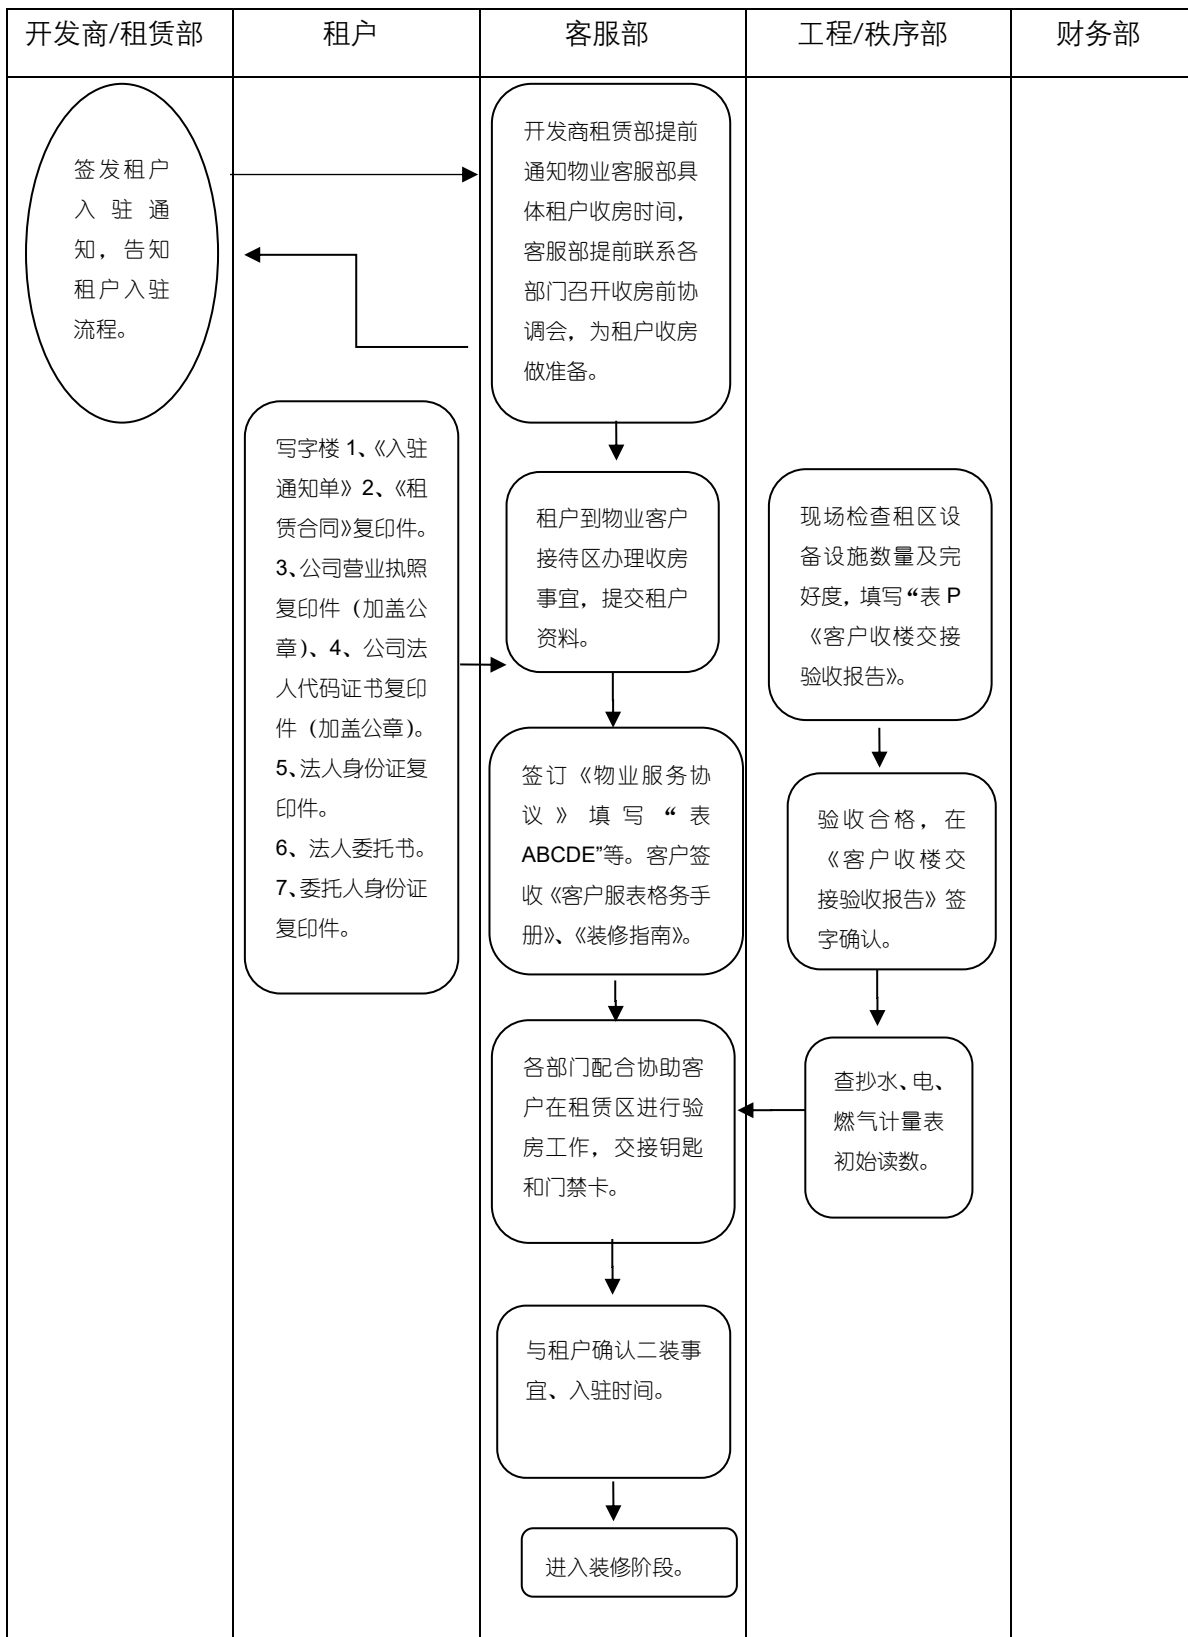 开发商/租赁部
租户
客服部
工程/秩序部
财务部
签发租户
入驻通
知，告知
租户入驻
流程。
开发商租赁部提前
通知物业客服部具
体租户收房时间，
客服部提前联系各
部门召开收房前协
调会，为租户收房
做准备。
写字楼 1、《入驻
通知单》2、《租
赁合同》复印件。
3、公司营业执照
复印件（加盖公
章）、4、公司法
人代码证书复印
件（加盖公章）。
5、法人身份证复
印件。
6、法人委托书。
7、委托人身份证
复印件。
租户到物业客户
接待区办理收房
事宜，提交租户
资料。
现场检查租区设
备设施数量及完
好度，填写“表 P
《客户收楼交接
验收报告》。
签订《物业服务协
议》填写“表
ABCDE”等。客户签
收《客户服表格务手
册》、《装修指南》。
验收合格，在
《客户收楼交
接验收报告》签
字确认。
各部门配合协助客
户在租赁区进行验
房工作，交接钥匙
和门禁卡。
查抄水、电、
燃气计量表
初始读数。
与租户确认二装事
宜、入驻时间。
进入装修阶段。